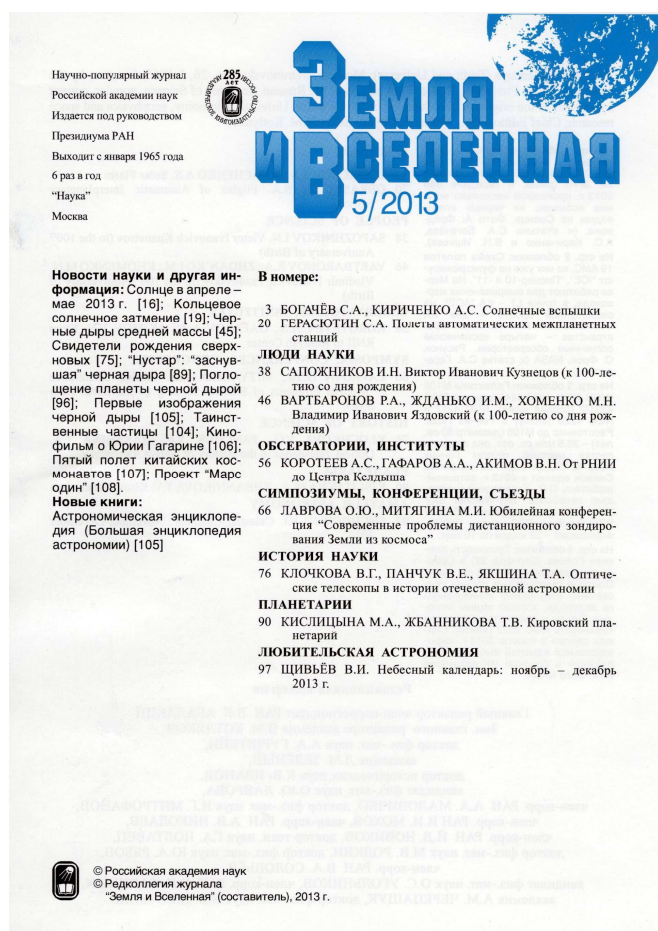 Научно-популярный журнал
Российской академии наук
Издается под руководством
Президиума РАН
Выходит с января 1965 года
6 раз в год
“Наука”
Москва
285
ЛЕТ
ЗЕМЛЯ
И ВСЕЛЕННАЯ
5/2013
Новости науки и другая ин-
формация: Солнце в апреле –
мае 2013 г. [16]; Кольцевое
солнечное затмение [19]; Чер-
ные дыры средней массы [45];
Свидетели рождения сверх-
новых [75]; “Нустар”: “заснув-
шая” черная дыра [89]; Погло-
щение планеты черной дырой
[96]; Первые изображения
черной дыры [105]; Таинст-
венные частицы [104]; Кино-
фильм о Юрии Гагарине [106];
Пятый полет китайских кос-
монавтов [107]; Проект “Марс
один” [108].
Новые книги:
Астрономическая энциклопе-
дия (Большая энциклопедия
астрономии) [105]
В номере:
3 БОГАЧЁВ С.А., КИРИЧЕНКО А.С. Солнечные вспышки
20 ГЕРАСЮТИН С.А. Полеты автоматических межпланетных
станций
ЛЮДИ НАУКИ
38 САПОЖНИКОВ И.Н. Виктор Иванович Кузнецов (к 100-ле-
тию со дня рождения)
46 ВАРТБАРОНОВ Р.А., ЖДАНЬКО И.М., ХОМЕНКО М.Н.
Владимир Иванович Яздовский (к 100-летию со дня рож-
дения)
ОБСЕРВАТОРИИ, ИНСТИТУТЫ
56 КОРОТЕЕВ А.С., ГАФАРОВ А.А., АКИМОВ В.Н. От РНИИ
до Центра Келдыша
СИМПОЗИУМЫ, КОНФЕРЕНЦИИ, СЪЕЗДЫ
66 ЛАВРОВА О.Ю., МИТЯГИНА М.И. Юбилейная конферен-
ция “Современные проблемы дистанционного зондиро-
вания Земли из космоса”
ИСТОРИЯ НАУКИ
76 КЛОЧКОВА В.Г., ПАНЧУК В.Е., ЯКШИНА Т.А. Оптиче-
ские телескопы в истории отечественной астрономии
ПЛАНЕТАРИИ
90 КИСЛИЦЫНА М.А., ЖБАННИКОВА Т.В. Кировский пла-
нетарий
ЛЮБИТЕЛЬСКАЯ АСТРОНОМИЯ
97 ЩИВЬЁВ В.И. Небесный календарь: ноябрь – декабрь
2013 г.
© Российская академия наук
© Редколлегия журнала
“Земля и Вселенная” (составитель), 2013 г.